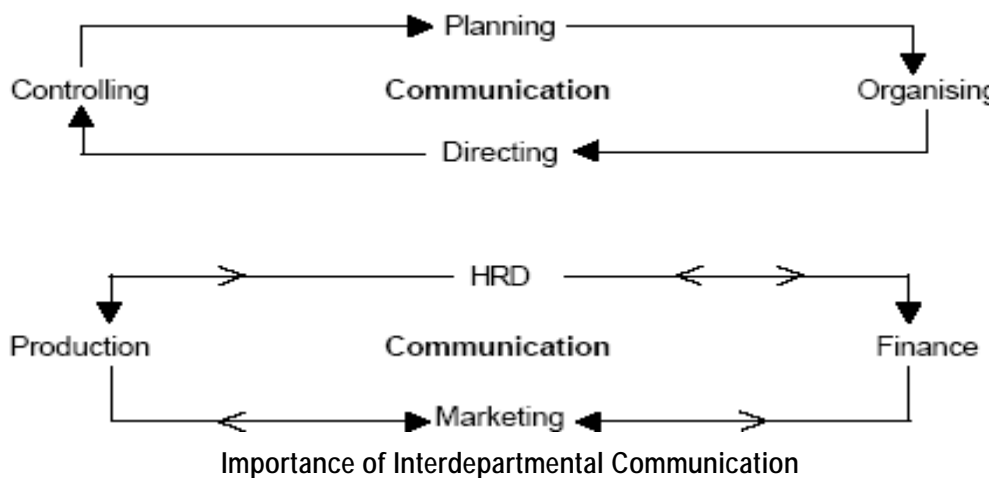 Planning
Controlling Communication Organising
Directing
HRD
Production Communication Finance
Marketing
Importance of Interdepartmental Communication